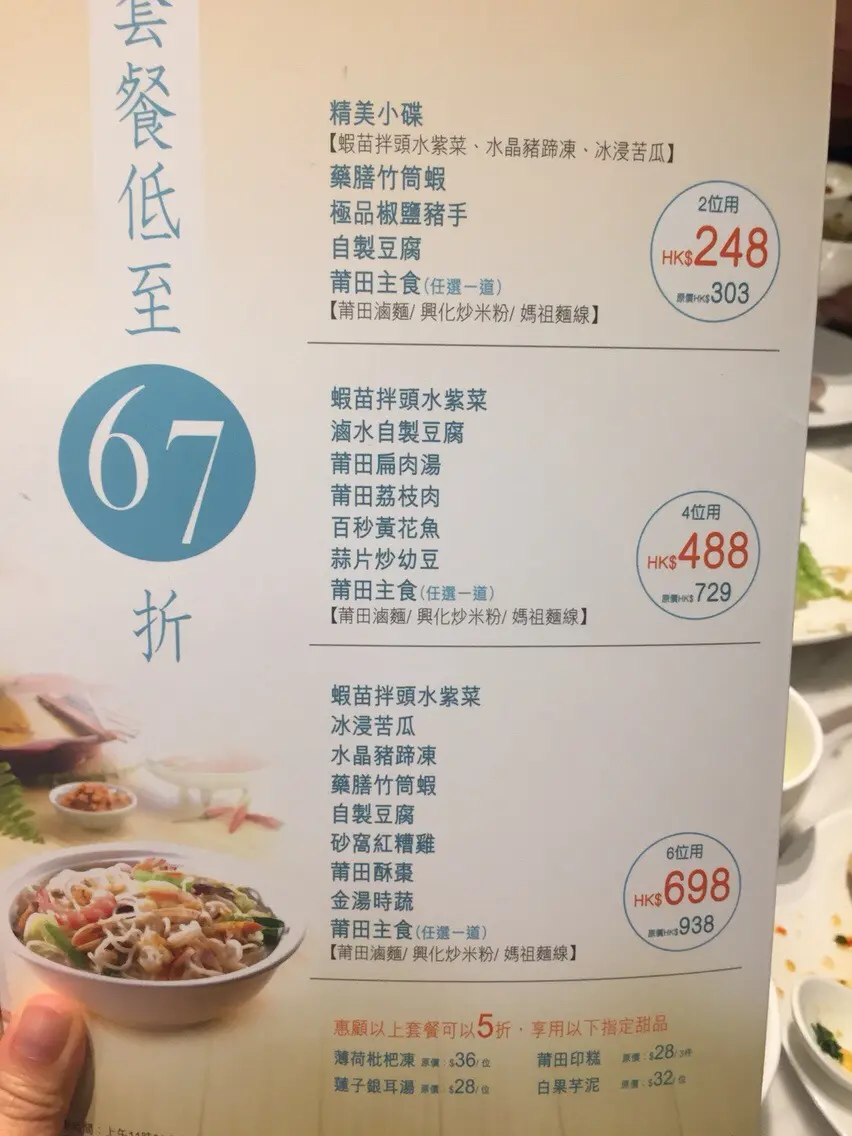 套餐低至
67
折
精美小碟
【蝦苗拌頭水紫菜、水晶豬蹄凍、冰浸苦瓜】
藥膳竹筒蝦
極品椒鹽豬手
自製豆腐
莆田主食(任選一道)
【莆田滷麵/ 興化炒米粉/ 媽祖麵線】
2位用
HK$248
原價HK$303
蝦苗拌頭水紫菜
滷水自製豆腐
莆田扁肉湯
莆田荔枝肉
百秒黃花魚
蒜片炒幼豆
莆田主食(任選一道)
【莆田滷麵/ 興化炒米粉/ 媽祖麵線】
4位用
HK$488
原價HK$729
蝦苗拌頭水紫菜
冰浸苦瓜
水晶豬蹄凍
藥膳竹筒蝦
自製豆腐
砂窩紅糟雞
莆田酥棗
金湯時蔬
莆田主食(任選一道)
【莆田滷麵/ 興化炒米粉/ 媽祖麵線】
6位用
HK$698
原價HK$938
惠顧以上套餐可以5折，享用以下指定甜品
薄荷枇杷凍 原價：$36/位 莆田印糕 原價：$28/3件
蓮子銀耳湯 原價：$28/位 白果芋泥 原價：$32/位